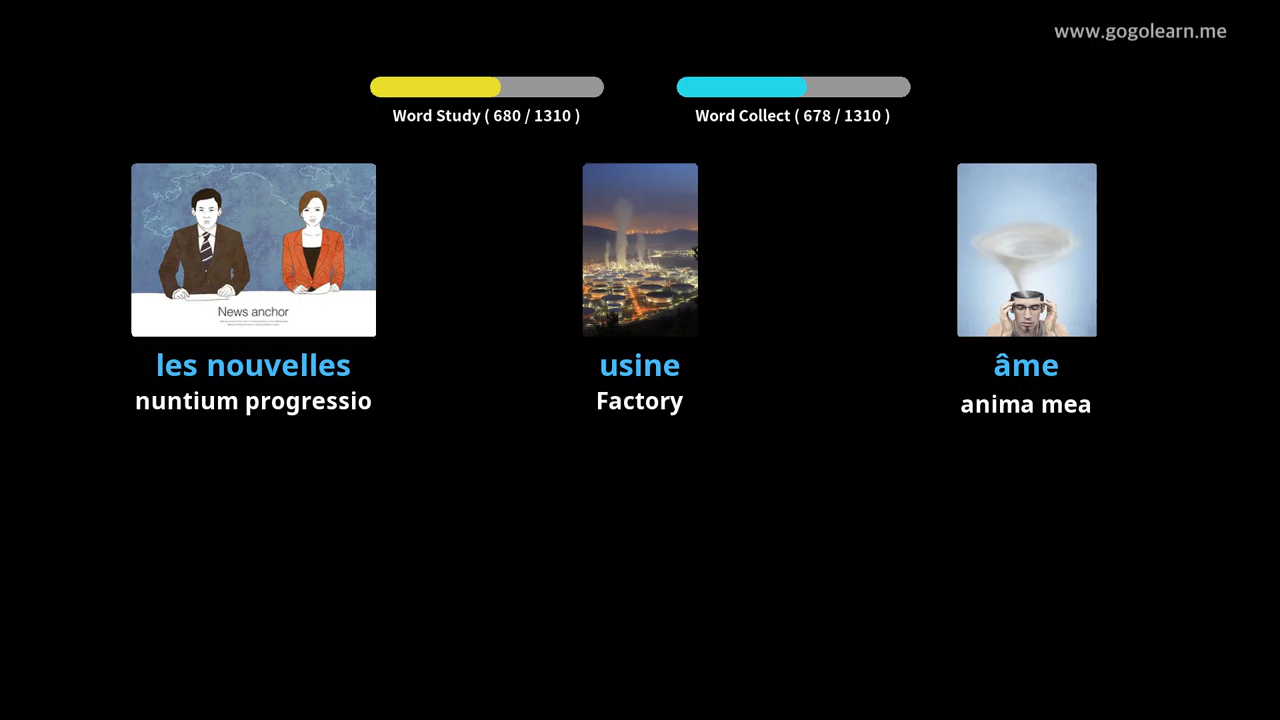 www.gogolearn.me
Word Study ( 680 / 1310 )
Word Collect ( 678 / 1310 )
News anchor
les nouvelles
usine
âme
nuntium progressio
Factory
anima mea